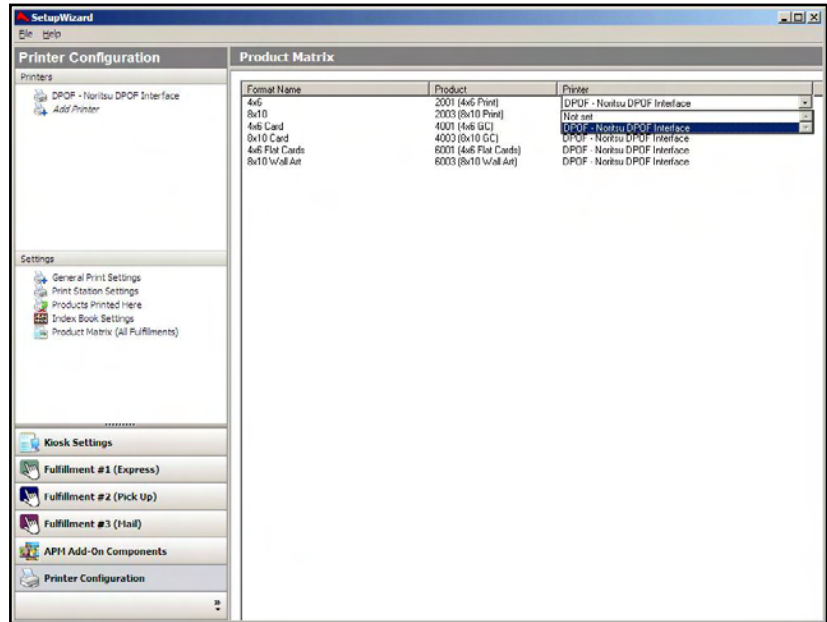 SetupWizard
File Help
Printer Configuration
Printers
DPOF - Noritsu DPOF Interface
Add Printer
Settings
General Print Settings
Print Station Settings
Products Printed Here
Index Book Settings
Product Matrix (All Fulfillments)
Kiosk Settings
Fulfillment #1 (Express)
Fulfillment #2 (Pick Up)
Fulfillment #3 (Mail)
APM Add-On Components
Printer Configuration
Product Matrix
Format Name Product Printer
4x6 2001 (4x6 Print) DPOF - Noritsu DPOF Interface
8x10 2003 (8x10 Print) Not set
4x6 Card 4001 (4x6 GC) DPOF - Noritsu DPOF Interface
8x10 Card 4003 (8x10 GC) DPOF - Noritsu DPOF Interface
4x6 Flat Cards 6001 (4x6 Flat Cards) DPOF - Noritsu DPOF Interface
8x10 Wall Art 6003 (8x10 Wall Art) DPOF - Noritsu DPOF Interface